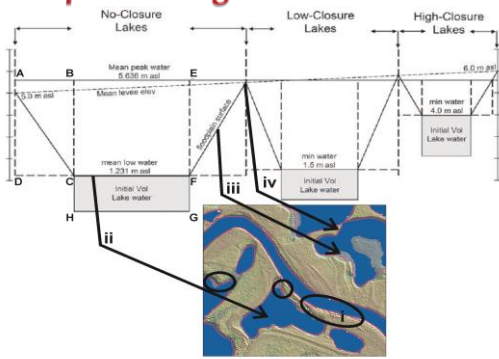 No-Closure
Lakes
Low-Closure
Lakes
High-Closure
Lakes
A
B
E
Mean peak water
5.636 m asl
6.0 m asl
5.0 m asl
Mean levee elev
floodplain surface
min water
4.0 m asl
Initial Vol
Lake water
mean low water
1.231 m asl
min water
1.5 m asl
D
C
F
Initial Vol
Lake water
Initial Vol
Lake water
H
G
ii
iii
iv
i